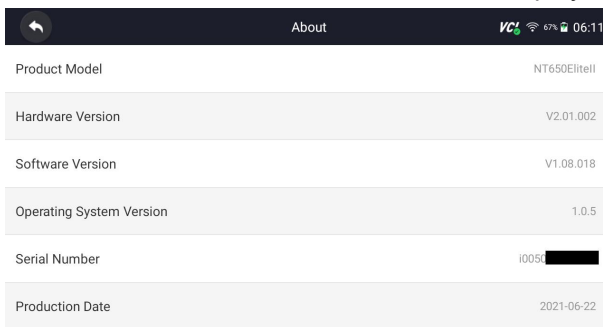 About VCI 67% 06:11
Product Model NT650EliteII
Hardware Version V2.01.002
Software Version V1.08.018
Operating System Version 1.0.5
Serial Number i0050
Production Date 2021-06-22